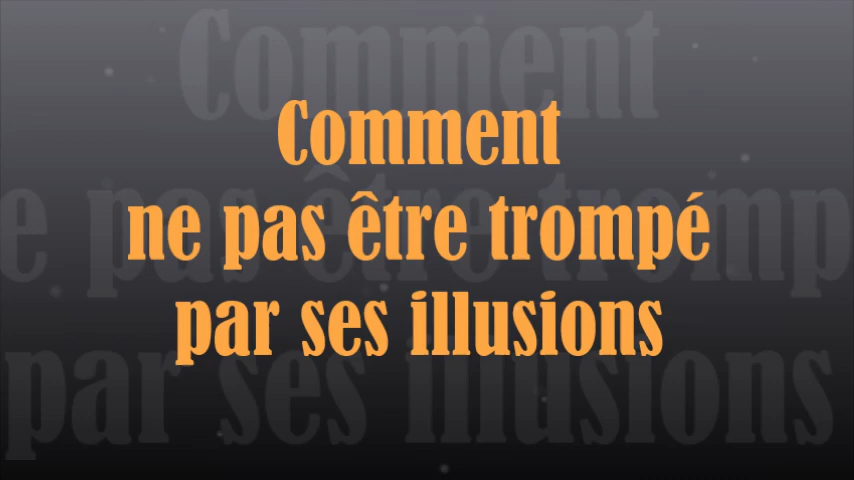 Comment
ne pas être trompé
par ses illusions